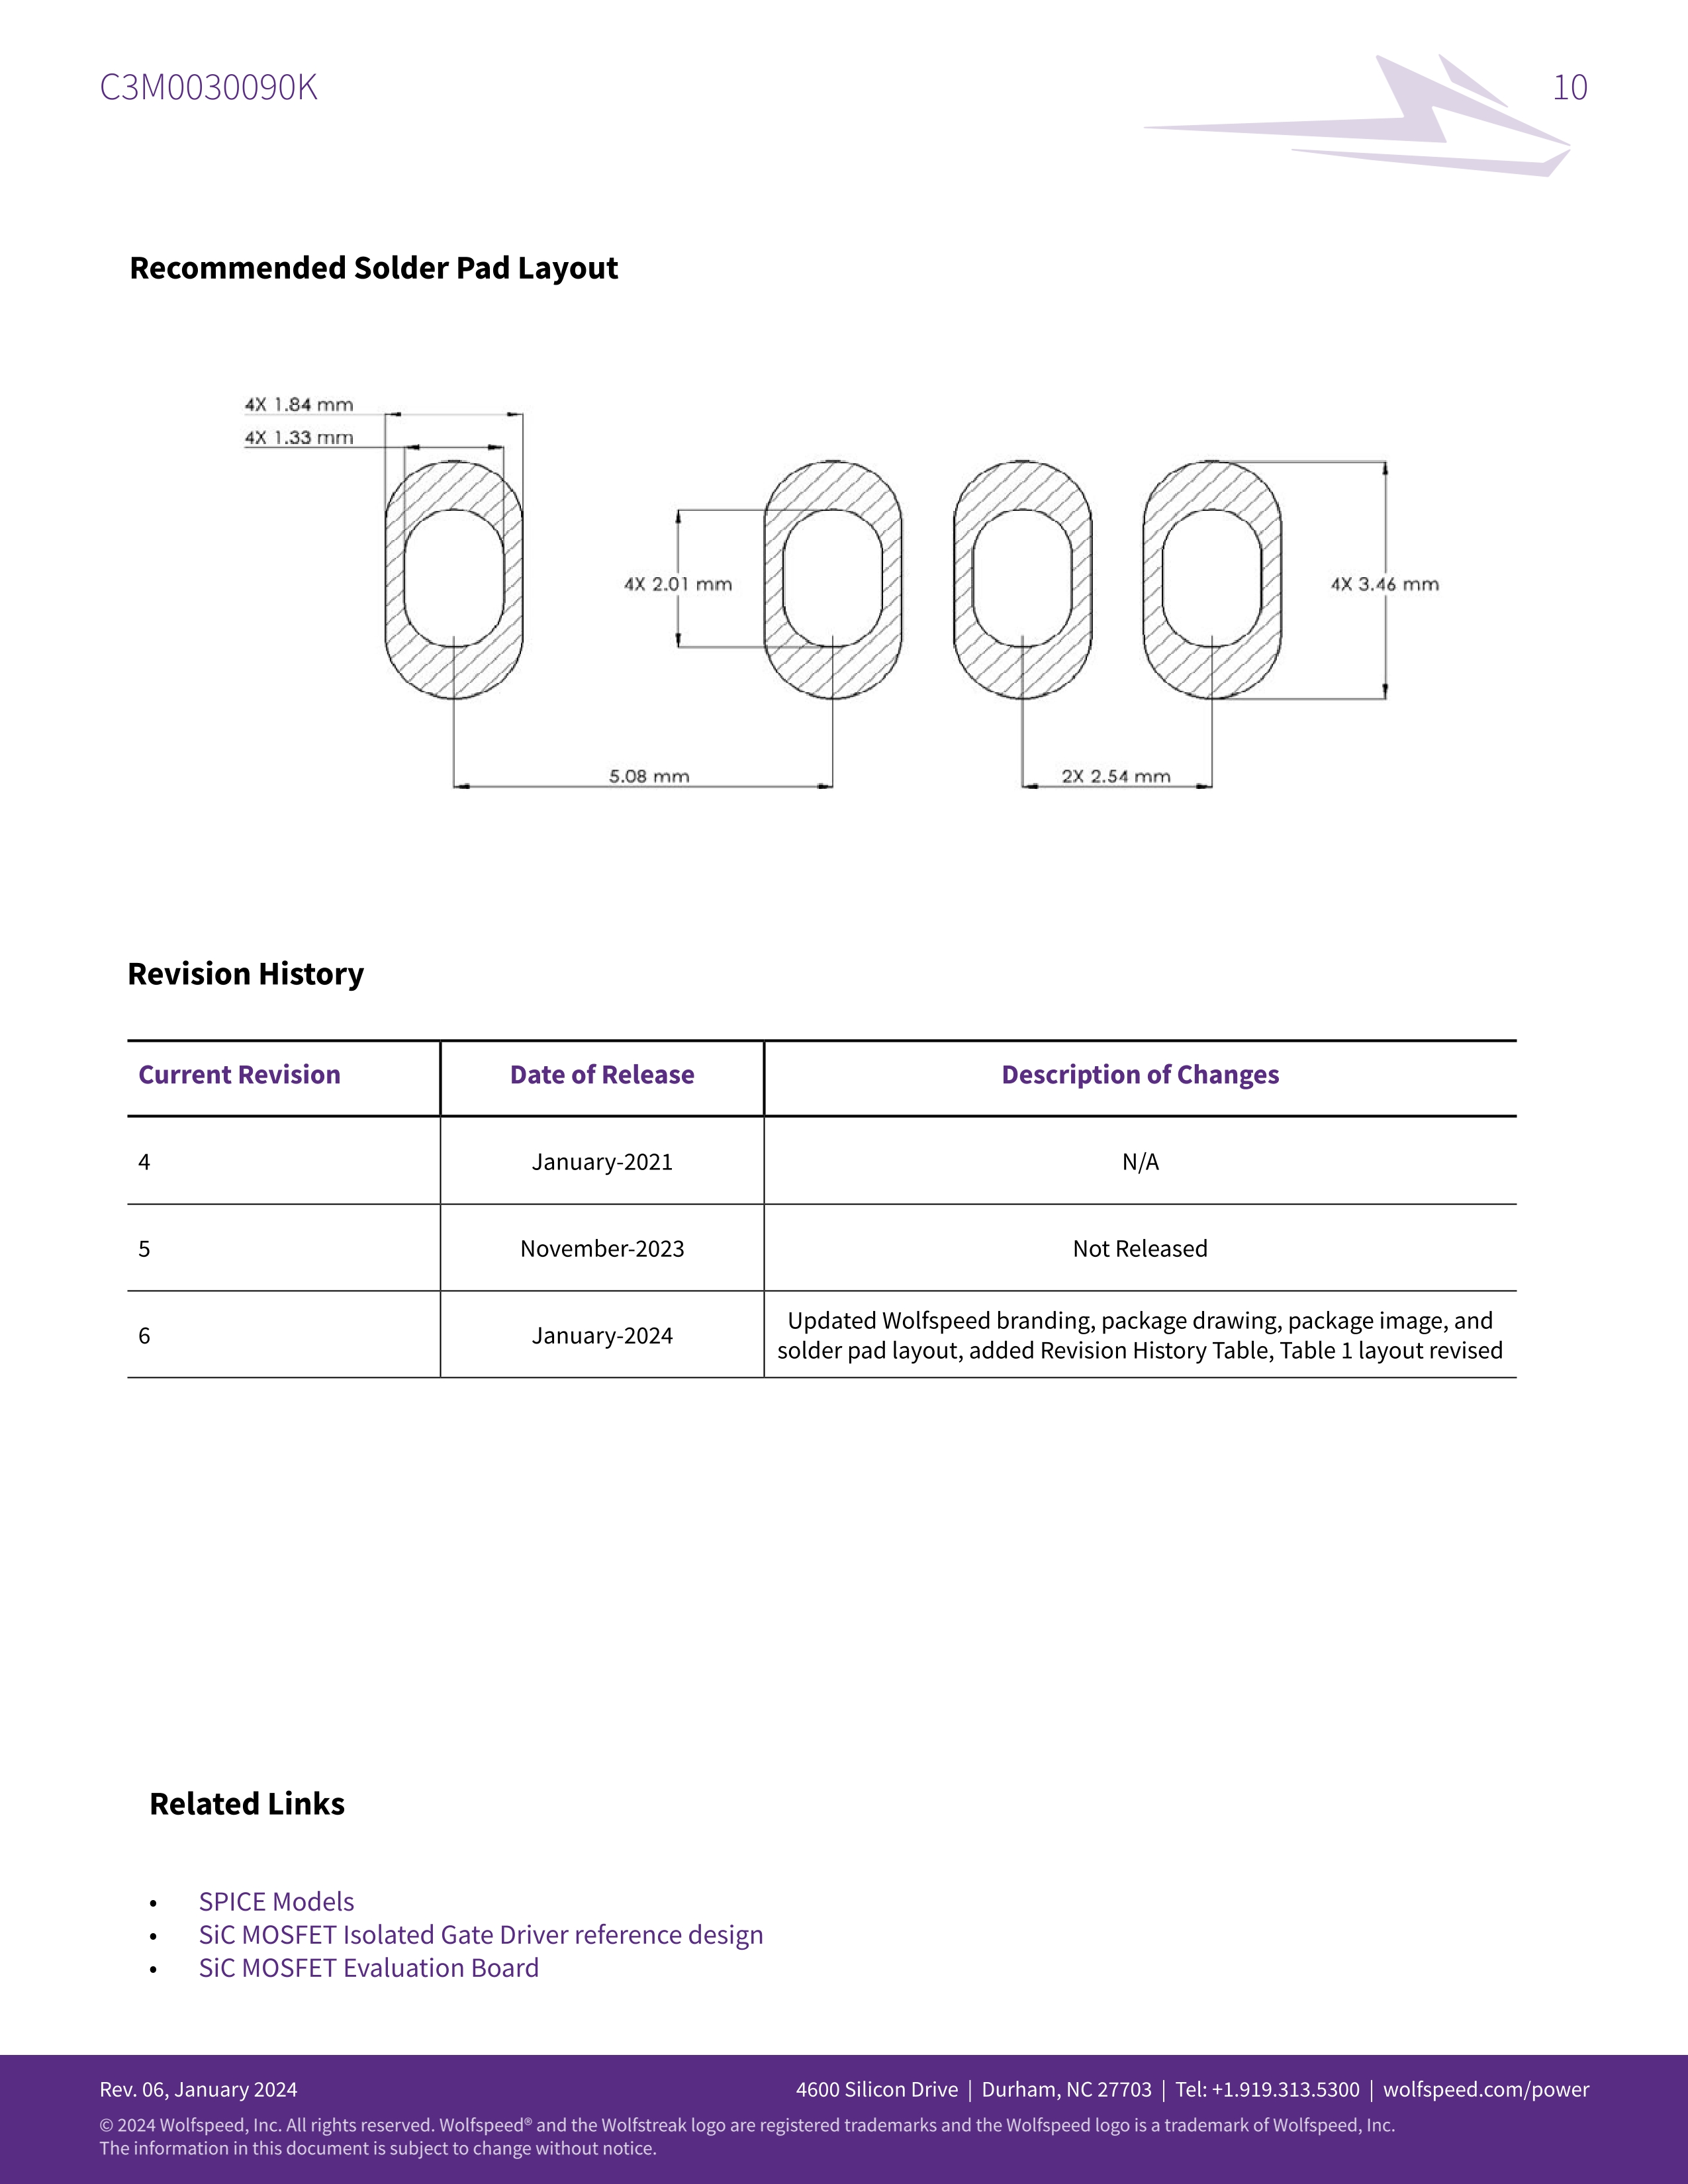 C3M0030090K
10
Recommended Solder Pad Layout
4X 1.84 mm
4X 1.33 mm
4X 2.01 mm
4X 3.46 mm
5.08 mm
2X 2.54 mm
Revision History
Current Revision Date of Release Description of Changes
4 January-2021 N/A
5 November-2023 Not Released
6 January-2024 Updated Wolfspeed branding, package drawing, package image, and
solder pad layout, added Revision History Table, Table 1 layout revised
Related Links
• SPICE Models
• SiC MOSFET Isolated Gate Driver reference design
• SiC MOSFET Evaluation Board
Rev. 06, January 2024 4600 Silicon Drive | Durham, NC 27703 | Tel: +1.919.313.5300 | wolfspeed.com/power
© 2024 Wolfspeed, Inc. All rights reserved. Wolfspeed® and the Wolfstreak logo are registered trademarks and the Wolfspeed logo is a trademark of Wolfspeed, Inc.
The information in this document is subject to change without notice.